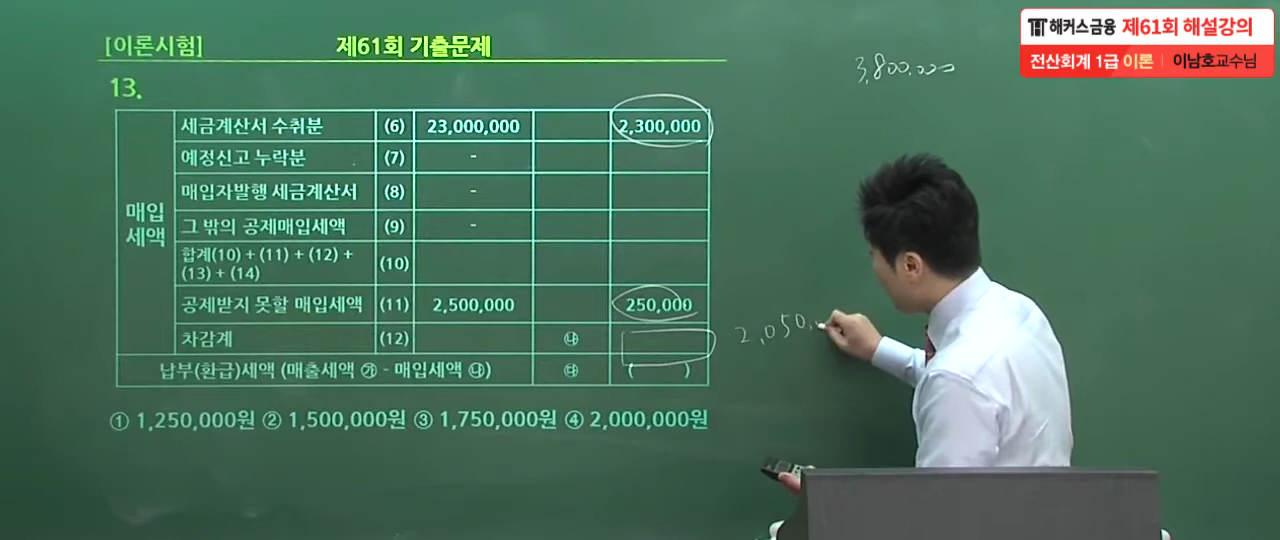 해커스금융 제61회 해설강의
전산회계 1급 이론 | 이남호교수님
[이론시험] 제61회 기출문제
3,800,000
13.
매입
세액
세금계산서 수취분 (6) 23,000,000 2,300,000
예정신고 누락분 (7) -
매입자발행 세금계산서 (8) -
그 밖의 공제매입세액 (9) -
합계(10) + (11) + (12) +
(13) + (14) (10)
공제받지 못할 매입세액 (11) 2,500,000 250,000
차감계 (12) ㉯
2,050,
납부(환급)세액 (매출세액 ㉮ - 매입세액 ㉯) ㉰ ( )
① 1,250,000원 ② 1,500,000원 ③ 1,750,000원 ④ 2,000,000원